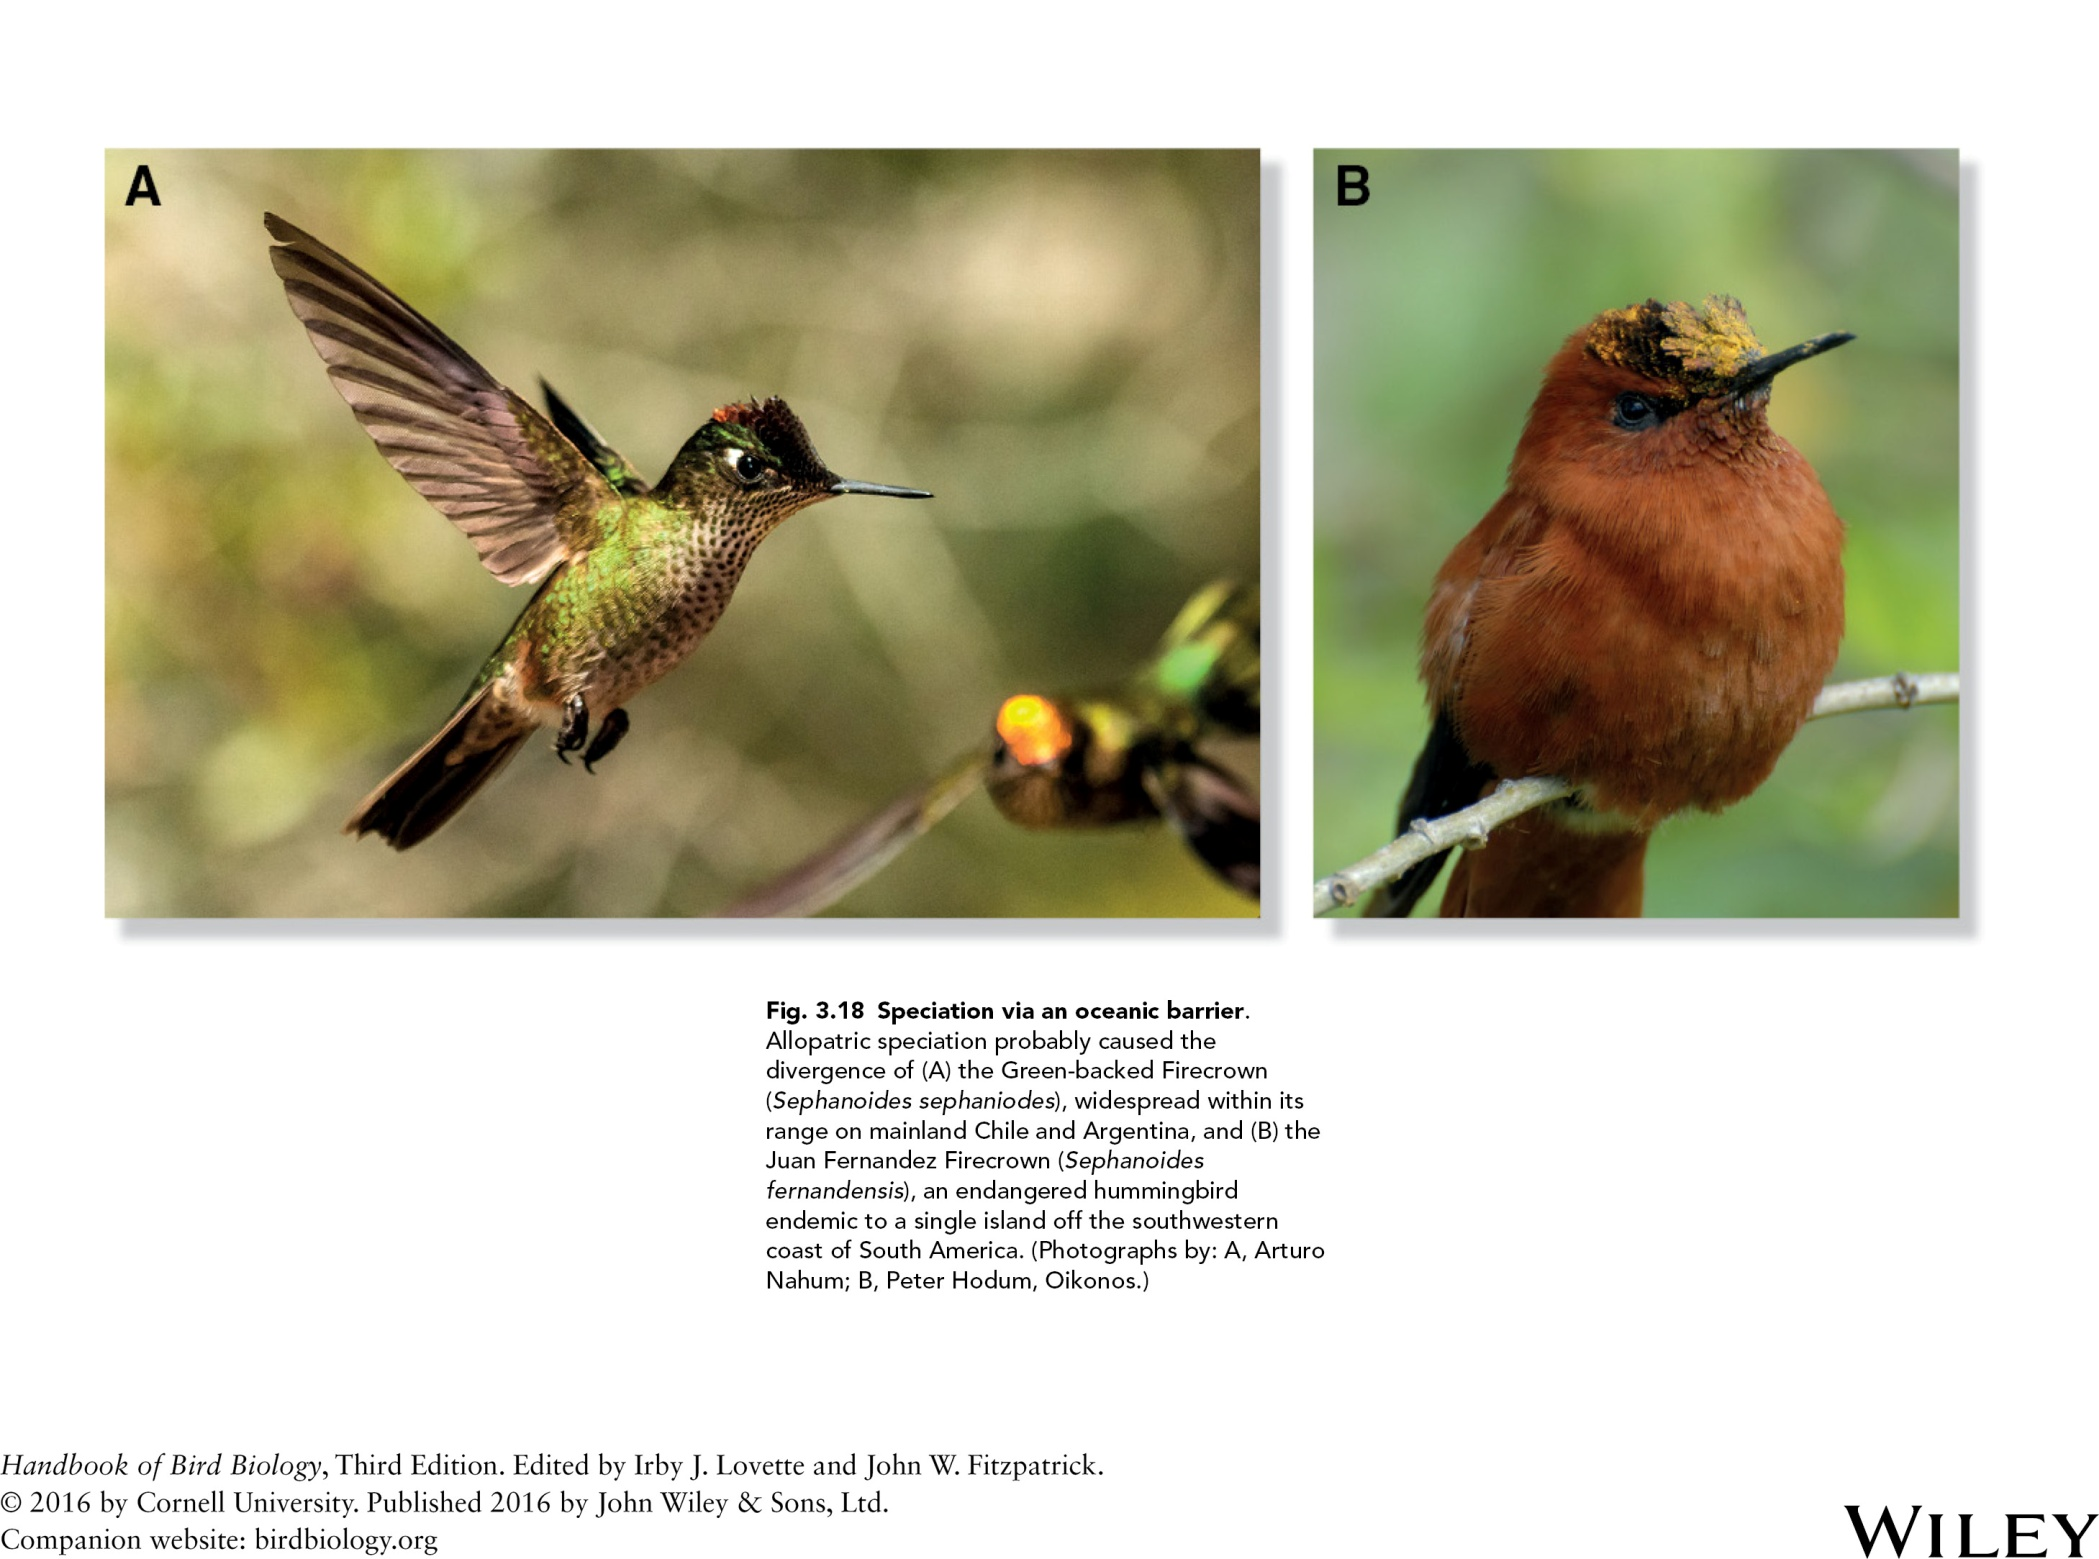 A
B
Fig. 3.18 Speciation via an oceanic barrier.
Allopatric speciation probably caused the
divergence of (A) the Green-backed Firecrown
(Sephanoides sephaniodes), widespread within its
range on mainland Chile and Argentina, and (B) the
Juan Fernandez Firecrown (Sephanoides
fernandensis), an endangered hummingbird
endemic to a single island off the southwestern
coast of South America. (Photographs by: A, Arturo
Nahum; B, Peter Hodum, Oikonos.)
Handbook of Bird Biology, Third Edition. Edited by Irby J. Lovette and John W. Fitzpatrick.
© 2016 by Cornell University. Published 2016 by John Wiley & Sons, Ltd.
Companion website: birdbiology.org
WILEY